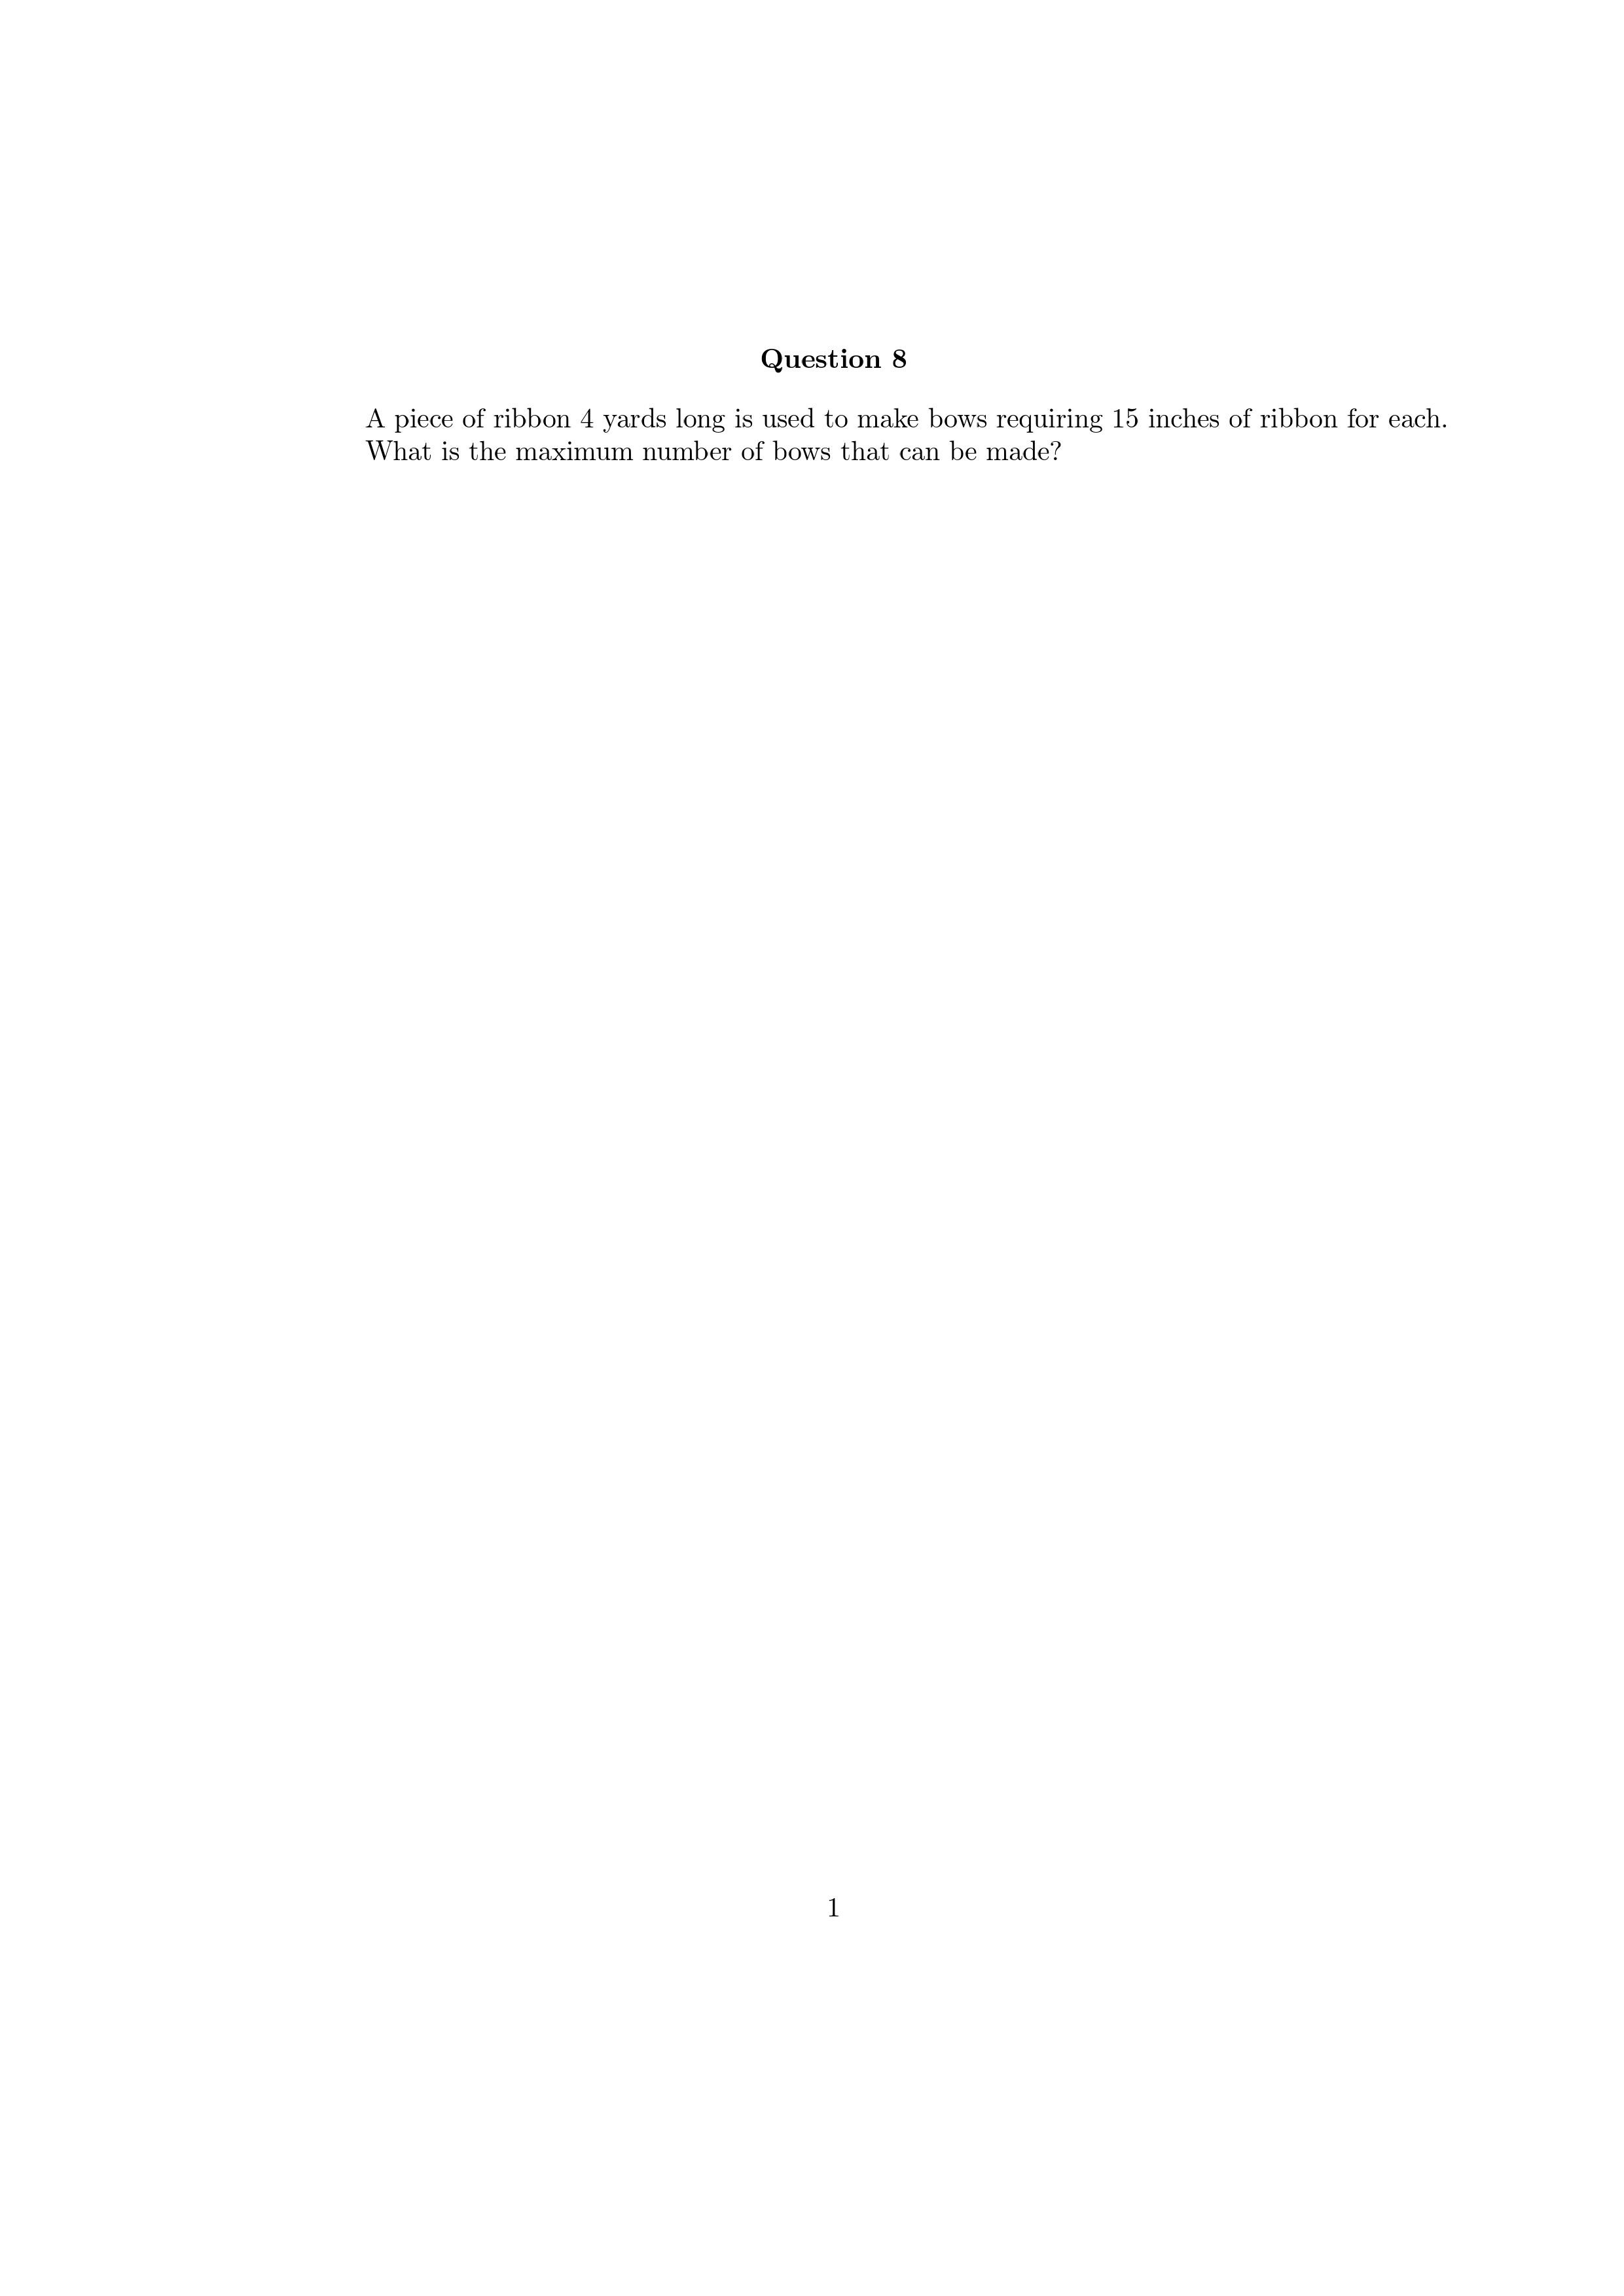 Question 8
A piece of ribbon 4 yards long is used to make bows requiring 15 inches of ribbon for each.
What is the maximum number of bows that can be made?
1